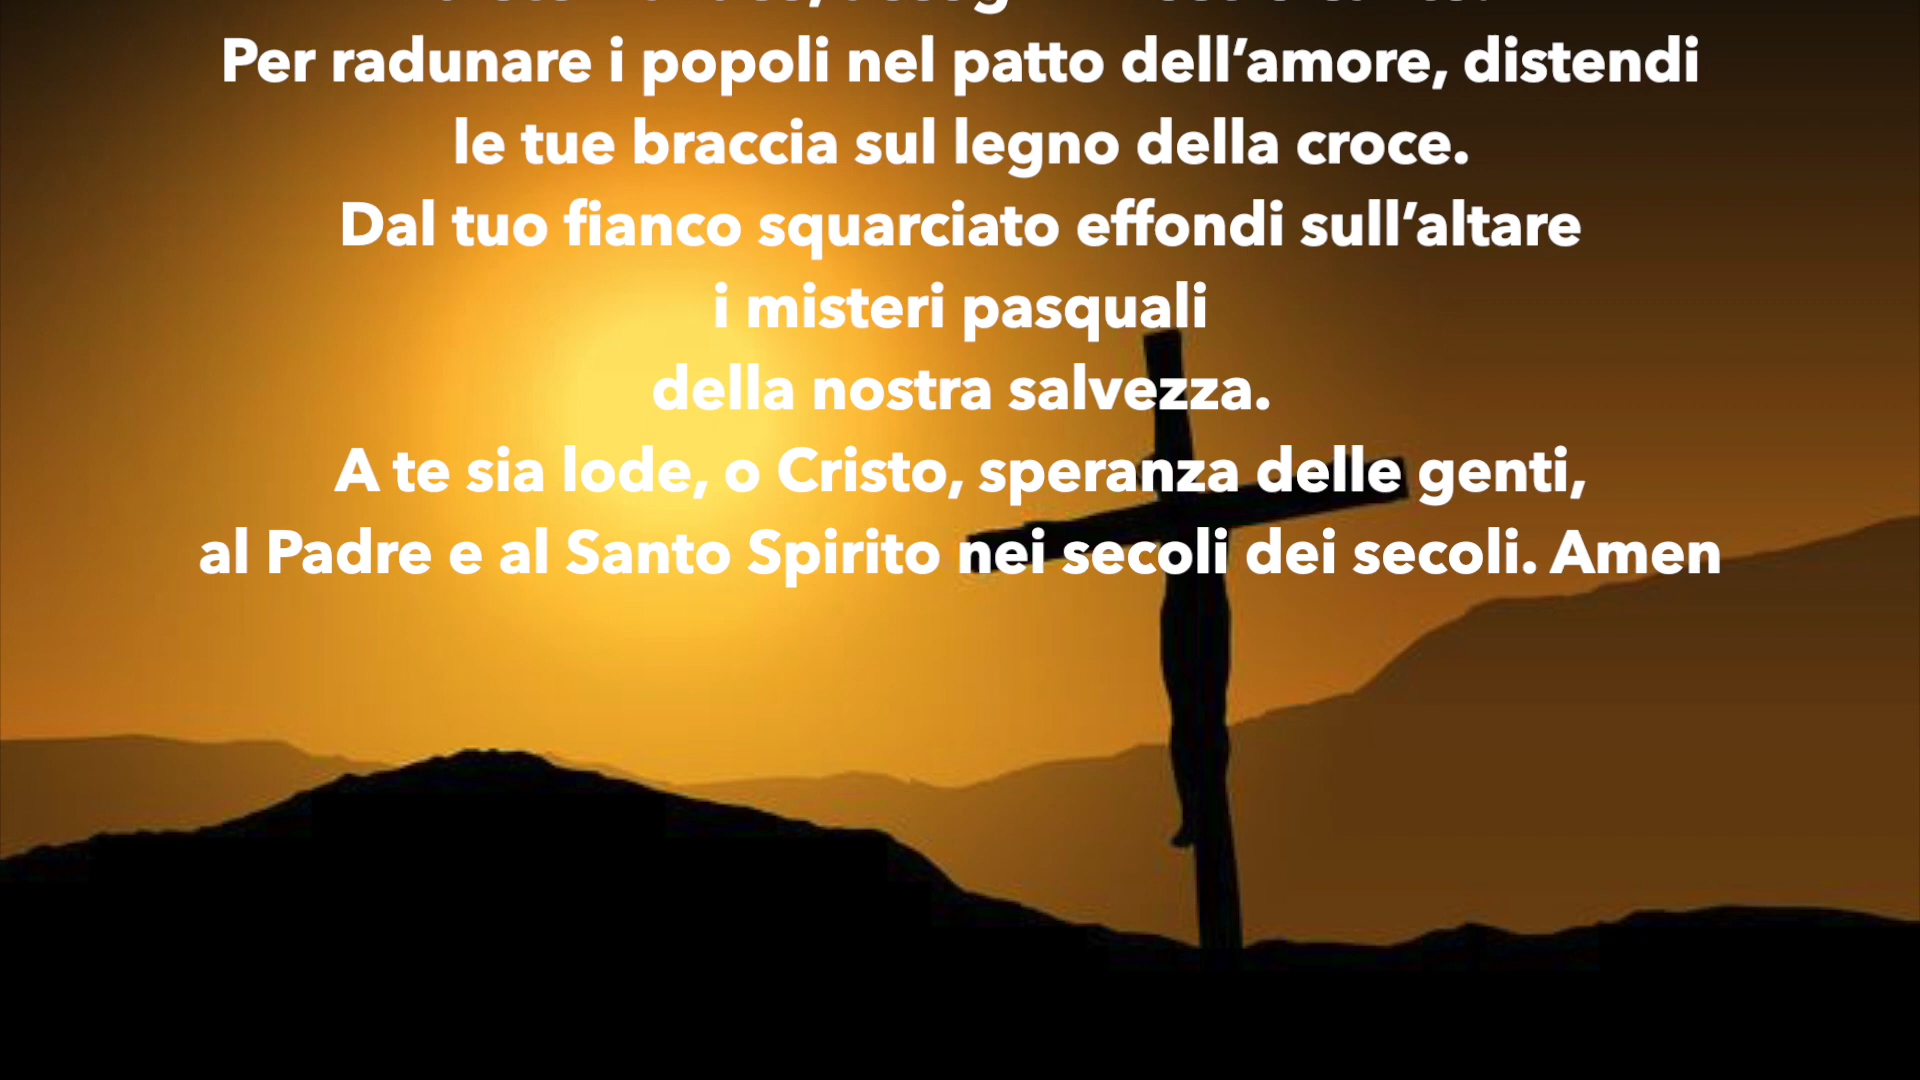 Per radunare i popoli nel patto dell’amore, distendi
le tue braccia sul legno della croce.
Dal tuo fianco squarciato effondi sull’altare
i misteri pasquali
della nostra salvezza.
A te sia lode, o Cristo, speranza delle genti,
al Padre e al Santo Spirito nei secoli dei secoli. Amen